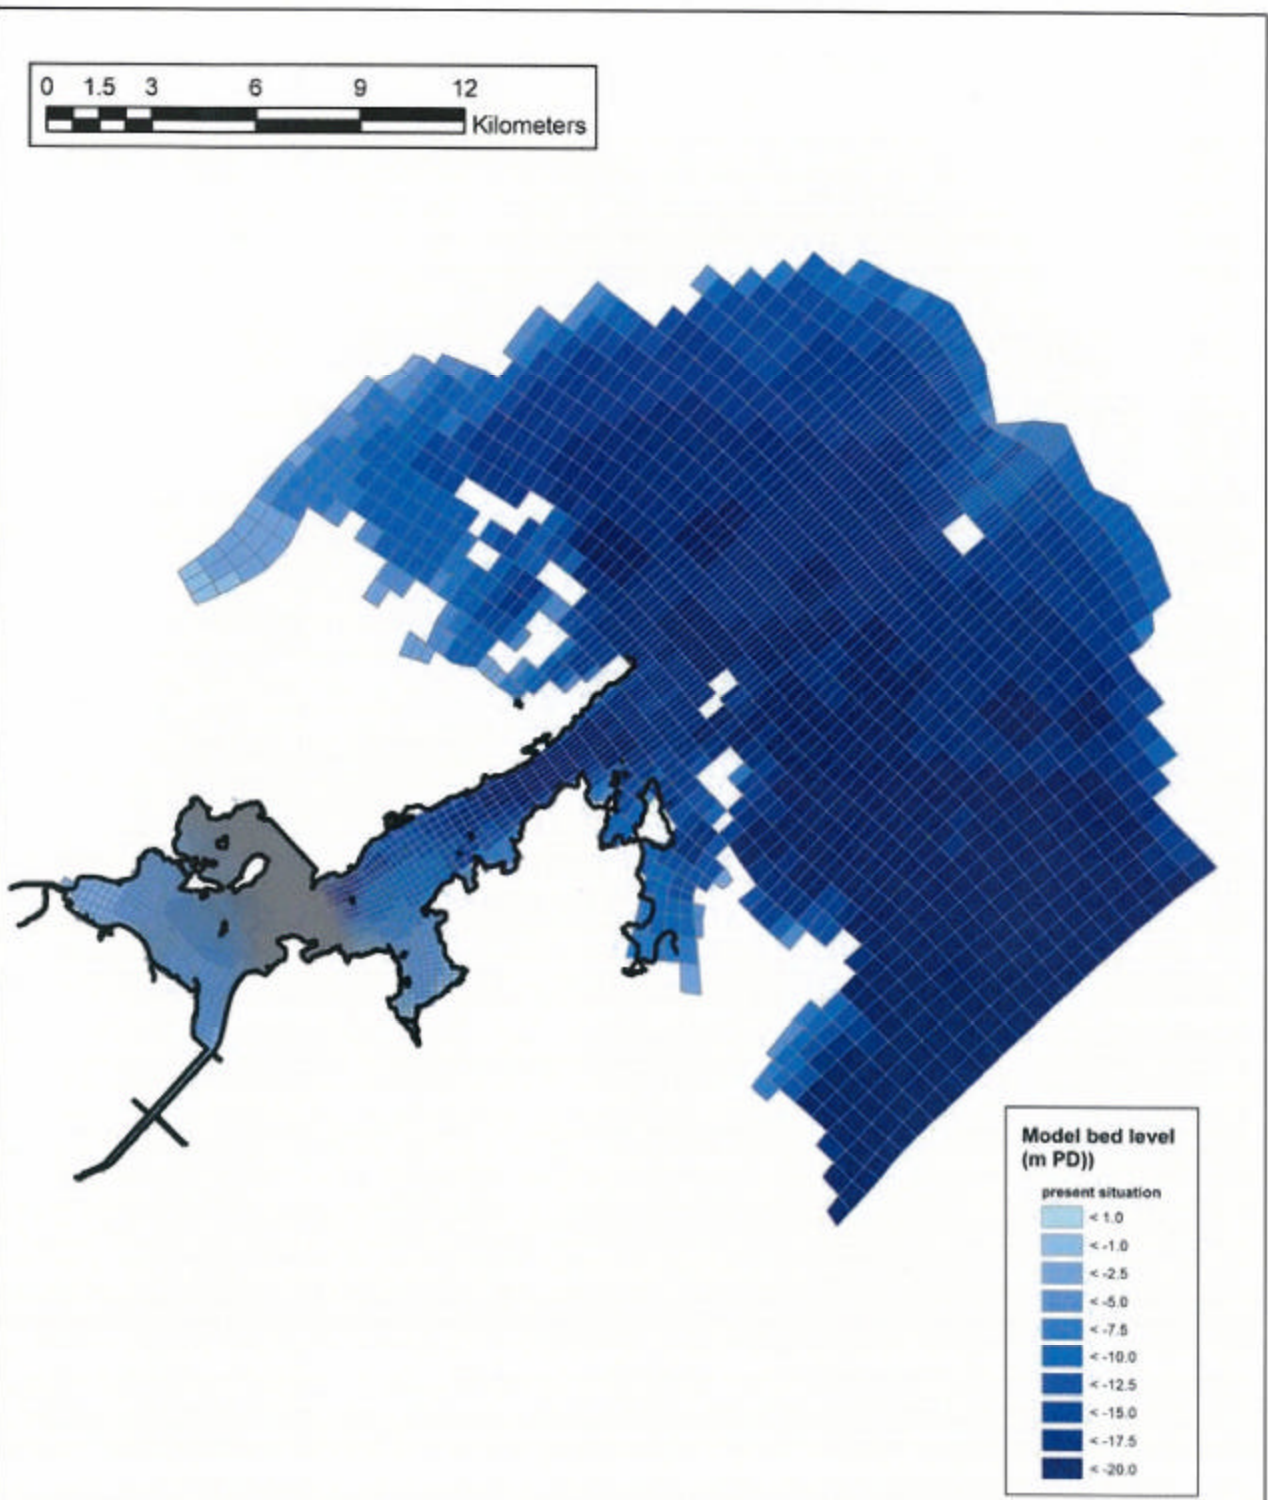 0 1.5 3 6 9 12
Kilometers
Model bed level
(m PD))
present situation
< 1.0
< -1.0
< -2.5
< -5.0
< -7.5
< -10.0
< -12.5
< -15.0
< -17.5
< -20.0